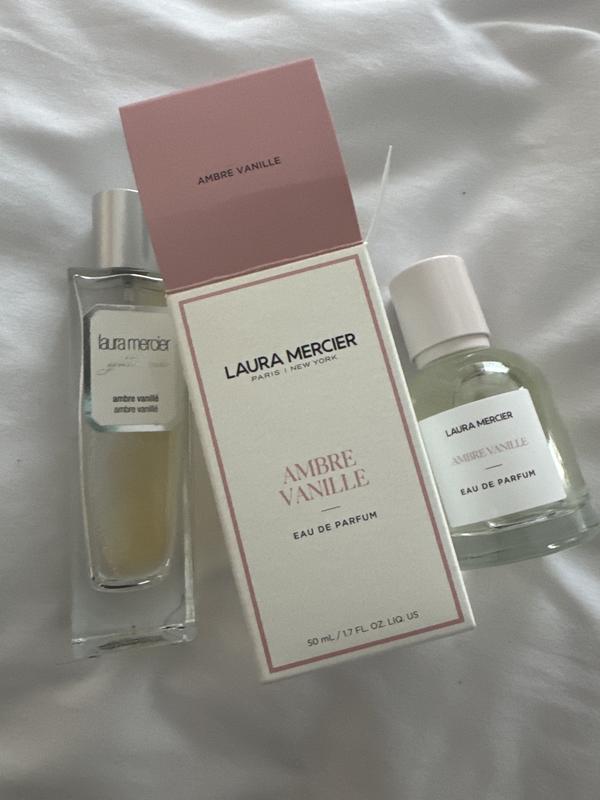 AMBRE VANILLE
LAURA MERCIER
PARIS | NEW YORK
AMBRE
VANILLE
EAU DE PARFUM
50 mL / 1.7 FL. OZ. LIQ. US
laura mercier
ambre vanillé
ambre vanillé
LAURA MERCIER
AMBRE VANILLE
EAU DE PARFUM